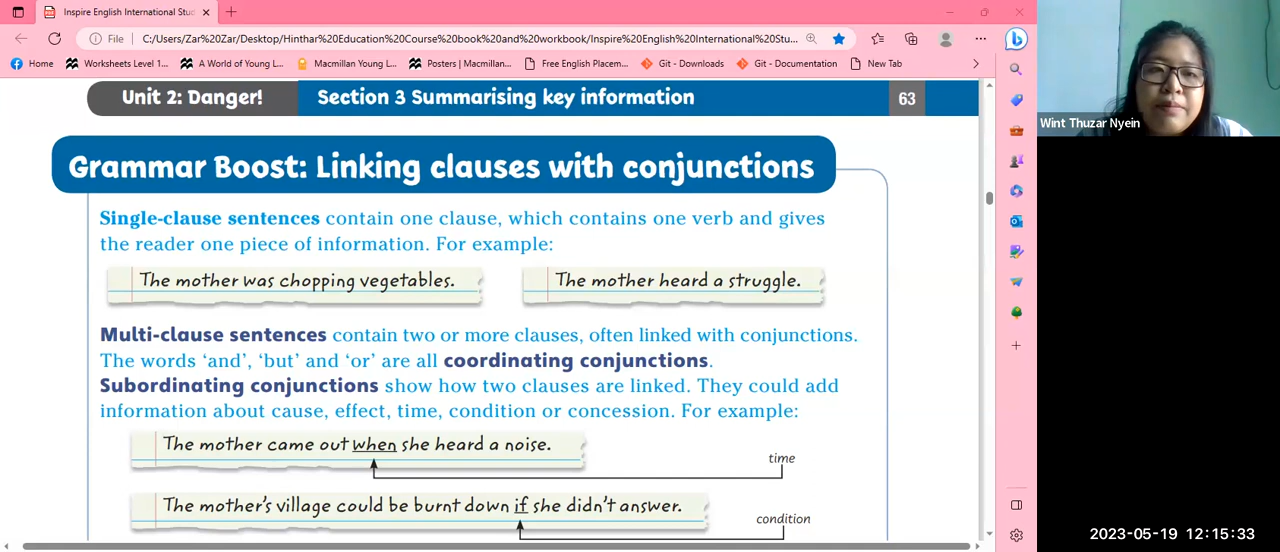 Inspire English International Stud
File
C:/Users/Zar%20Zar/Desktop/Hinthar%20Education%20Course%20book%20and%20workbook/Inspire%20English%20International%20Stu...
Home
Worksheets Level 1...
A World of Young L...
Macmillan Young L...
Posters | Macmillan...
Free English Placem...
Git - Downloads
Git - Documentation
New Tab
Wint Thuzar Nyein
Unit 2: Danger! Section 3 Summarising key information 63
Grammar Boost: Linking clauses with conjunctions
Single-clause sentences contain one clause, which contains one verb and gives
the reader one piece of information. For example:
The mother was chopping vegetables.
The mother heard a struggle.
Multi-clause sentences contain two or more clauses, often linked with conjunctions.
The words ‘and’, ‘but’ and ‘or’ are all coordinating conjunctions.
Subordinating conjunctions show how two clauses are linked. They could add
information about cause, effect, time, condition or concession. For example:
The mother came out when she heard a noise.
time
The mother's village could be burnt down if she didn't answer.
condition
2023-05-19 12:15:33